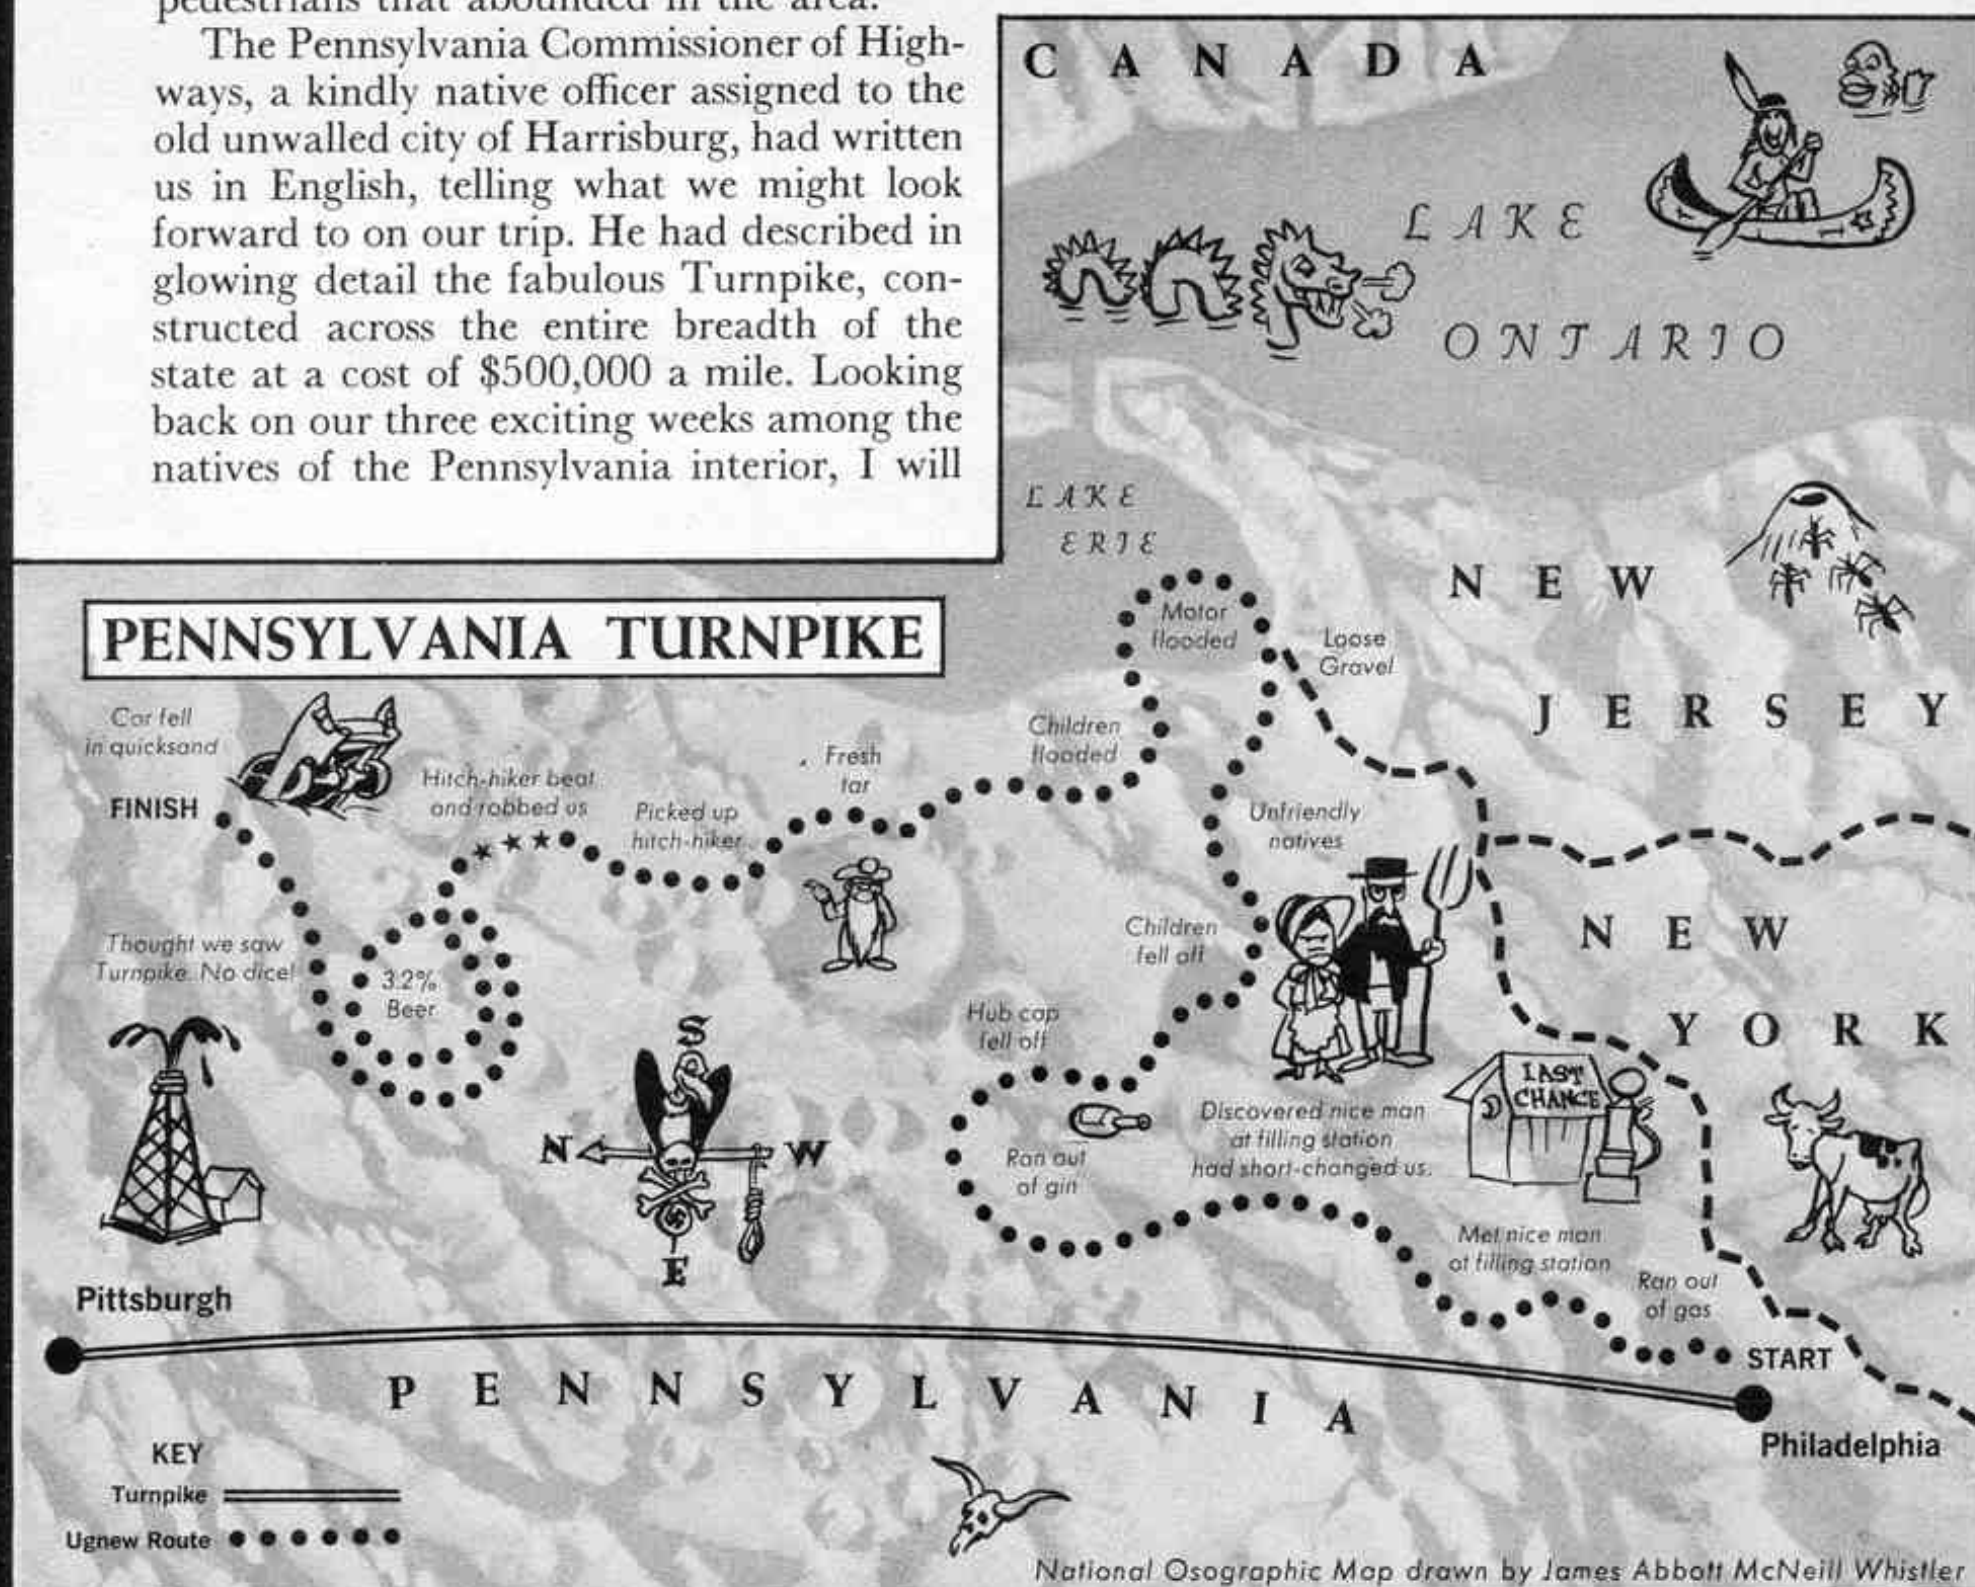 pedestrians that abounded in the area.
The Pennsylvania Commissioner of High-
ways, a kindly native officer assigned to the
old unwalled city of Harrisburg, had written
us in English, telling what we might look
forward to on our trip. He had described in
glowing detail the fabulous Turnpike, con-
structed across the entire breadth of the
state at a cost of $500,000 a mile. Looking
back on our three exciting weeks among the
natives of the Pennsylvania interior, I will
CANADA
LAKE
ONTARIO
LAKE
ERIE
NEW
JERSEY
NEW
YORK
PENNSYLVANIA TURNPIKE
Car fell
in quicksand
FINISH
Hitch-hiker beat
and robbed us
Picked up
hitch-hiker
Fresh
tar
Children
flooded
Motor
flooded
Loose
Gravel
Unfriendly
natives
Children
fell off
Thought we saw
Turnpike. No dice!
3.2%
Beer
Hub cap
fell off
Ran out
of gin
Discovered nice man
at filling station
had short-changed us.
LAST
CHANCE
Met nice man
at filling station
Ran out
of gas
START
S
N
W
E
Pittsburgh
PENNSYLVANIA
Philadelphia
KEY
Turnpike
Ugnew Route
National Osographic Map drawn by James Abbott McNeill Whistler